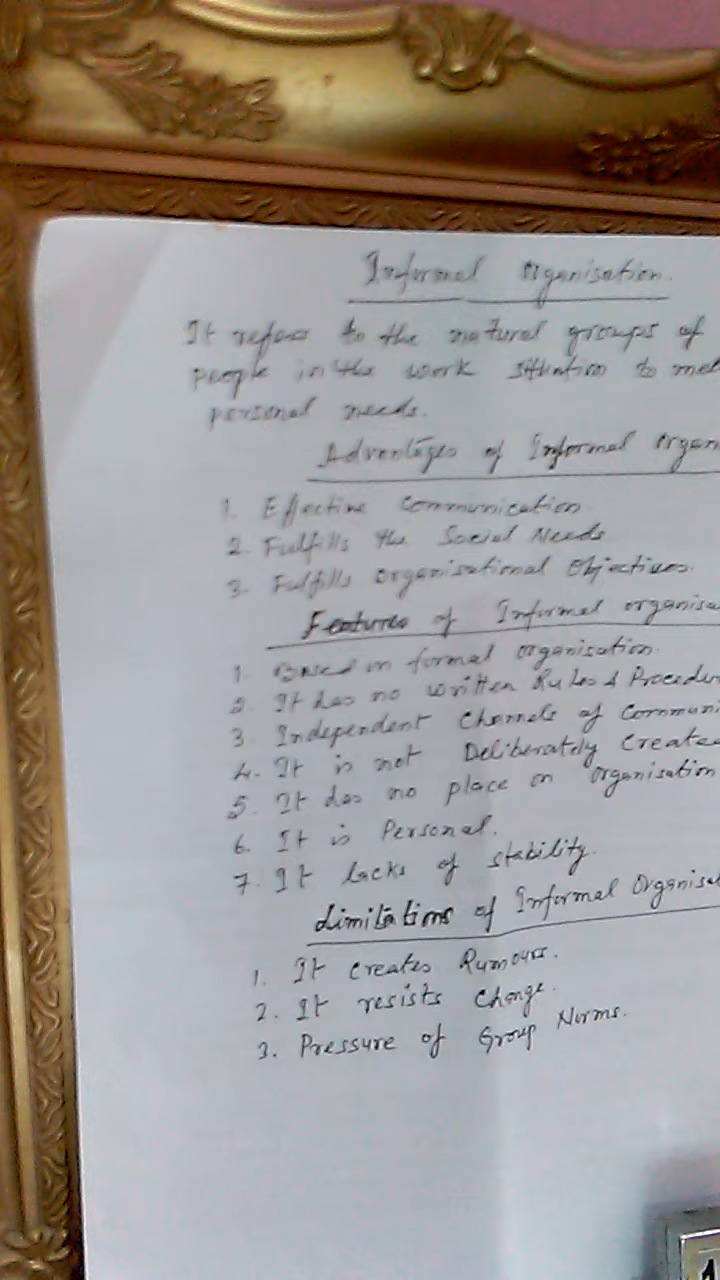 Informal Organisation.
It refers to the natural groups of
people in the work situation to meet
personal needs.
Advantages of Informal Organ
1. Effective Communication
2. Fulfills the Social Needs
3. Fulfills Organisational Objectives.
Features of Informal organisa
1. Based on formal organisation.
2. It has no written Rules & Procedur
3. Independent Channels of Communi
4. It is not Deliberately Create
5. It has no place on organisation
6. It is Personal.
7. It lacks of stability.
Limitations of Informal Organisat
1. It Creates Rumours.
2. It resists Change.
3. Pressure of Group Norms.